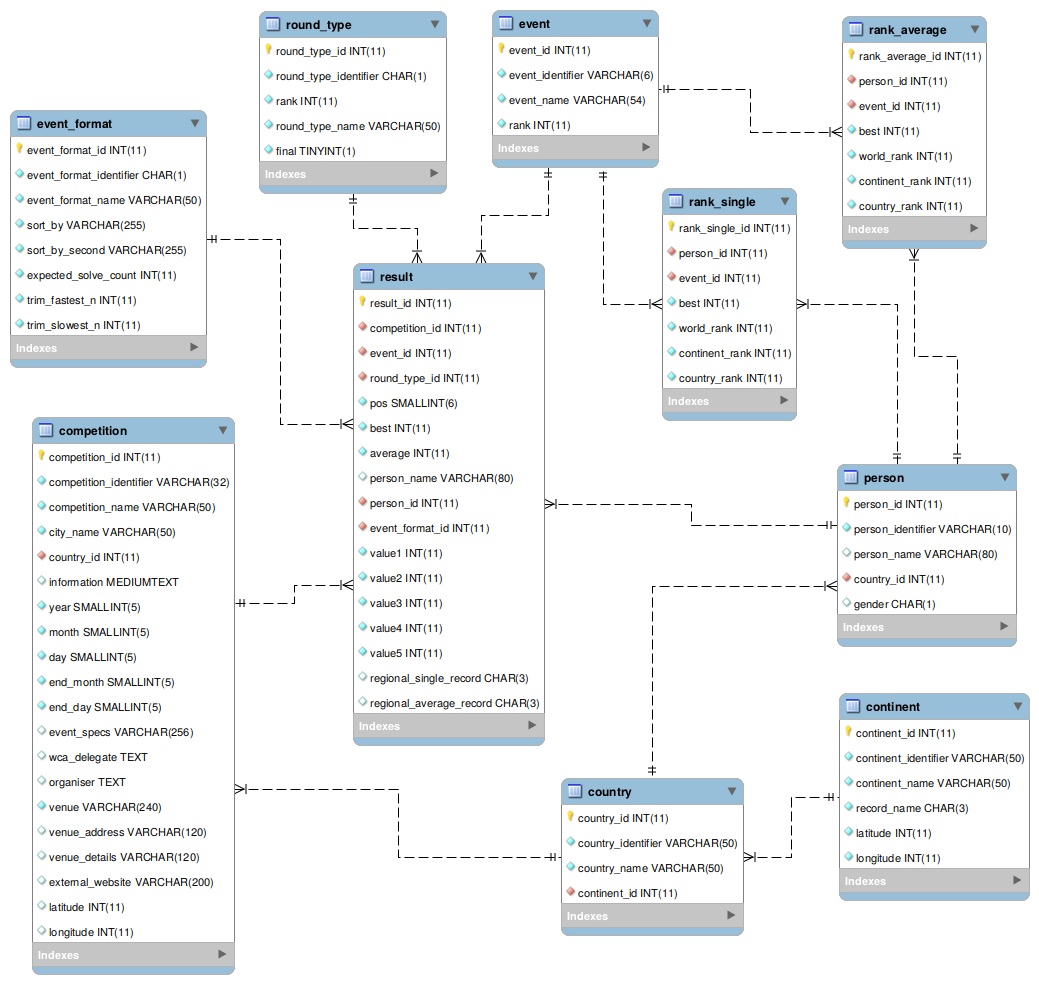 round_type
round_type_id INT(11)
round_type_identifier CHAR(1)
rank INT(11)
round_type_name VARCHAR(50)
final TINYINT(1)
Indexes
event
event_id INT(11)
event_identifier VARCHAR(6)
event_name VARCHAR(54)
rank INT(11)
Indexes
rank_average
rank_average_id INT(11)
person_id INT(11)
event_id INT(11)
best INT(11)
world_rank INT(11)
continent_rank INT(11)
country_rank INT(11)
Indexes
event_format
event_format_id INT(11)
event_format_identifier CHAR(1)
event_format_name VARCHAR(50)
sort_by VARCHAR(255)
sort_by_second VARCHAR(255)
expected_solve_count INT(11)
trim_fastest_n INT(11)
trim_slowest_n INT(11)
Indexes
rank_single
rank_single_id INT(11)
person_id INT(11)
event_id INT(11)
best INT(11)
world_rank INT(11)
continent_rank INT(11)
country_rank INT(11)
Indexes
result
result_id INT(11)
competition_id INT(11)
event_id INT(11)
round_type_id INT(11)
pos SMALLINT(6)
best INT(11)
average INT(11)
person_name VARCHAR(80)
person_id INT(11)
event_format_id INT(11)
value1 INT(11)
value2 INT(11)
value3 INT(11)
value4 INT(11)
value5 INT(11)
regional_single_record CHAR(3)
regional_average_record CHAR(3)
Indexes
competition
competition_id INT(11)
competition_identifier VARCHAR(32)
competition_name VARCHAR(50)
city_name VARCHAR(50)
country_id INT(11)
information MEDIUMTEXT
year SMALLINT(5)
month SMALLINT(5)
day SMALLINT(5)
end_month SMALLINT(5)
end_day SMALLINT(5)
event_specs VARCHAR(256)
wca_delegate TEXT
organiser TEXT
venue VARCHAR(240)
venue_address VARCHAR(120)
venue_details VARCHAR(120)
external_website VARCHAR(200)
latitude INT(11)
longitude INT(11)
Indexes
person
person_id INT(11)
person_identifier VARCHAR(10)
person_name VARCHAR(80)
country_id INT(11)
gender CHAR(1)
Indexes
continent
continent_id INT(11)
continent_identifier VARCHAR(50)
continent_name VARCHAR(50)
record_name CHAR(3)
latitude INT(11)
longitude INT(11)
Indexes
country
country_id INT(11)
country_identifier VARCHAR(50)
country_name VARCHAR(50)
continent_id INT(11)
Indexes